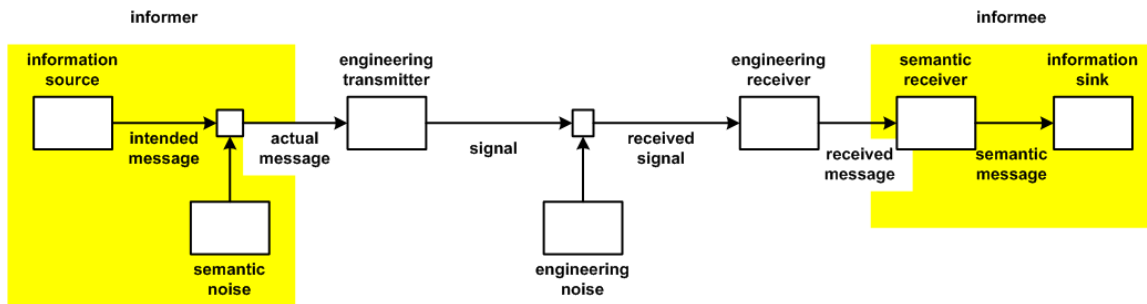 informer
informee
information
source
engineering
transmitter
engineering
receiver
semantic
receiver
information
sink
intended
message
actual
message
signal
received
signal
received
message
semantic
message
semantic
noise
engineering
noise